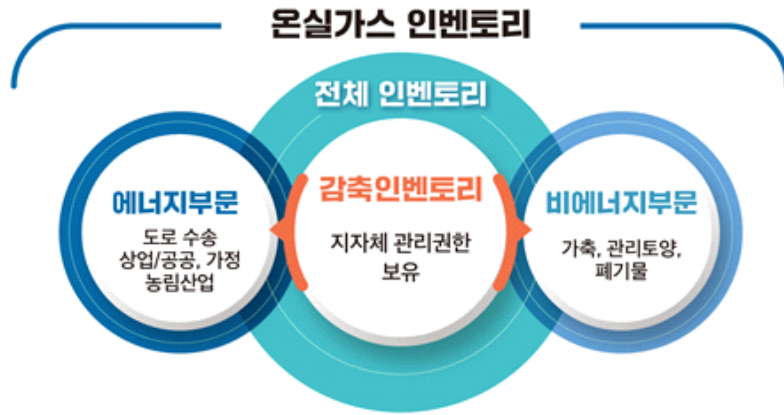 온실가스 인벤토리
전체 인벤토리
에너지부문
도로 수송
상업/공공, 가정
농림산업
감축인벤토리
지자체 관리권한
보유
비에너지부문
가축, 관리토양,
폐기물